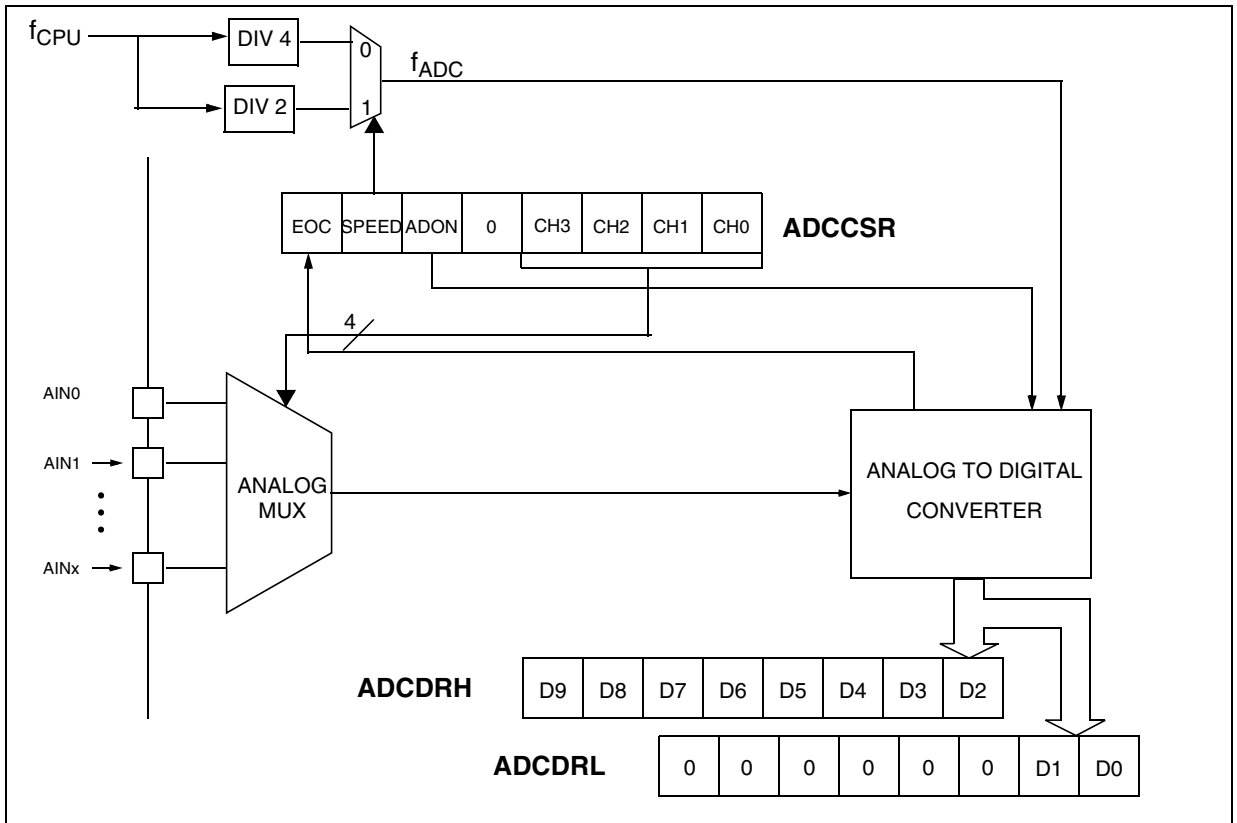 fCPU
DIV 4
0
fADC
DIV 2
1
EOC SPEED ADON 0 CH3 CH2 CH1 CH0 ADCCSR
4
AIN0
AIN1
ANALOG
MUX
ANALOG TO DIGITAL
CONVERTER
AINx
ADCDRH D9 D8 D7 D6 D5 D4 D3 D2
ADCDRL 0 0 0 0 0 0 D1 D0